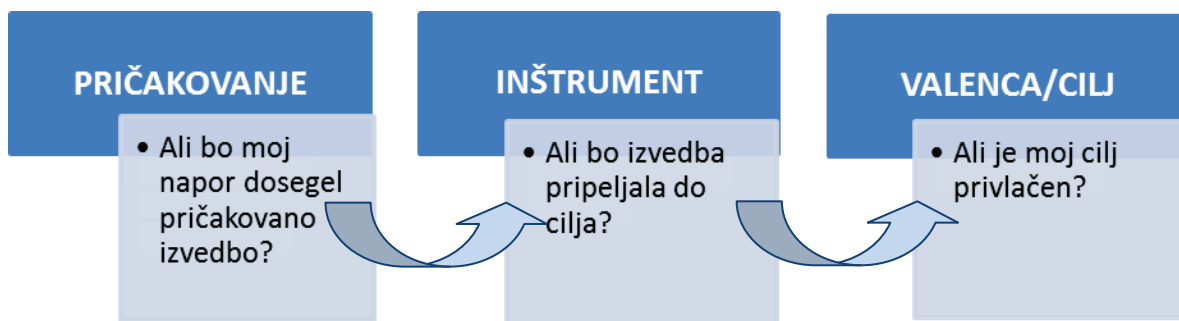 PRIČAKOVANJE
• Ali bo moj
napor dosegel
pričakovano
izvedbo?
INŠTRUMENT
• Ali bo izvedba
pripeljala do
cilja?
VALENCA/CILJ
• Ali je moj cilj
privlačen?